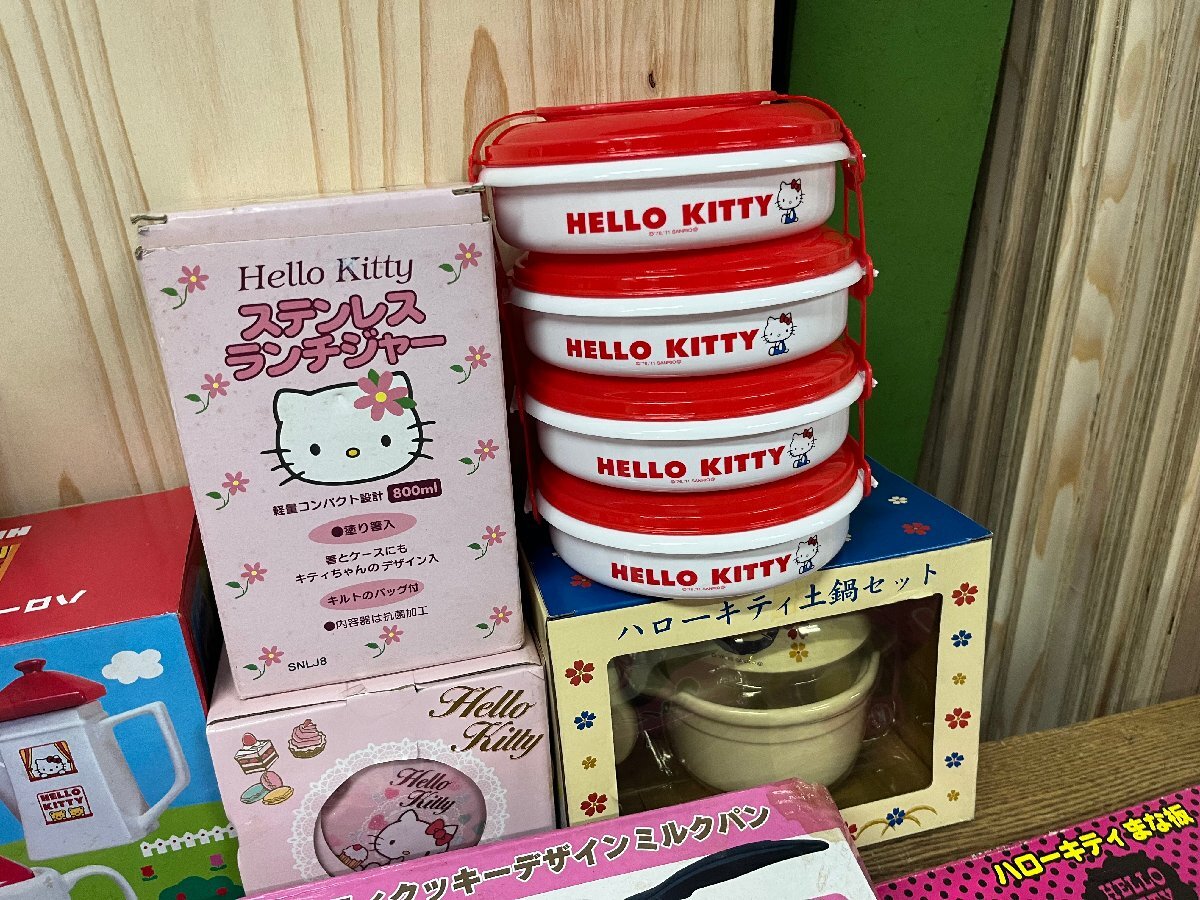 Hello Kitty
ステンレス
ランチジャー
軽量コンパクト設計 800ml
●塗り箸入
箸とケースにも
キティちゃんのデザイン入
キルトのバッグ付
●内容器は抗菌加工
SNLJ8
HELLO KITTY
HELLO KITTY
HELLO KITTY
HELLO KITTY
ハローキティ土鍋セット
ハロー
HELLO
KITTY
Hello
Kitty
Hello
Kitty
クッキーデザインミルクパン
ハローキティまな板
HELLO